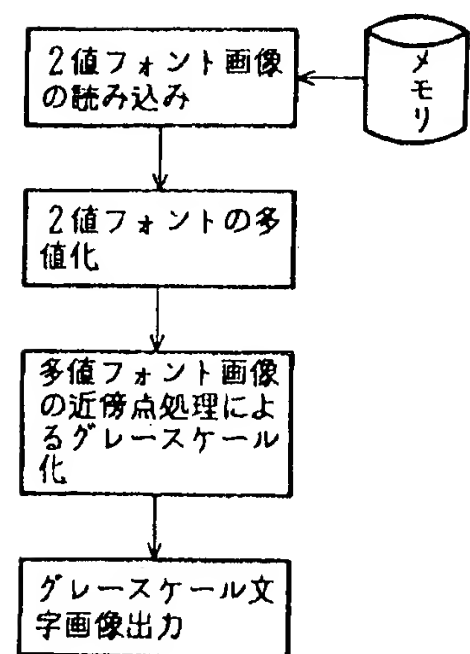 2値フォント画像
の読み込み
メモリ
2値フォントの多
値化
多値フォント画像
の近傍点処理によ
るグレースケール
化
グレースケール文
字画像出力